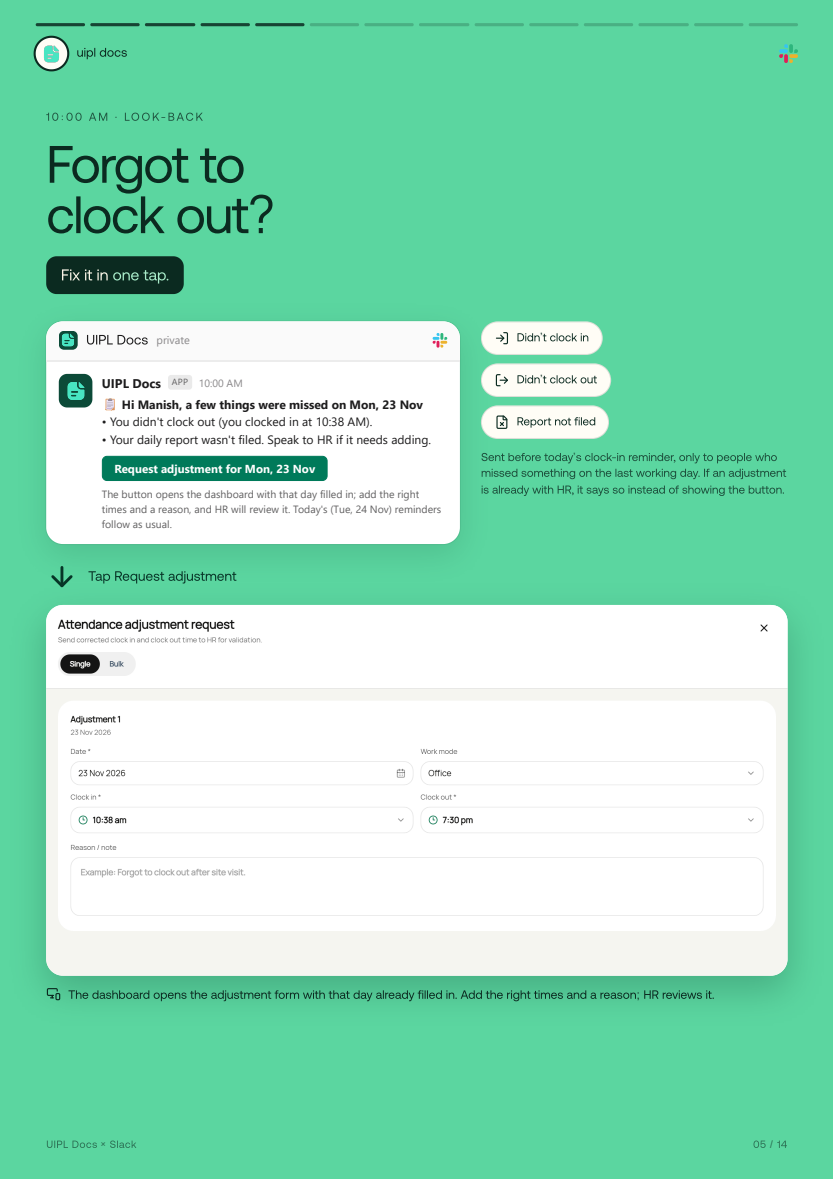 uipl docs
10:00 AM · LOOK-BACK
Forgot to
clock out?
Fix it in one tap.
UIPL Docs private
UIPL Docs APP 10:00 AM
📋 Hi Manish, a few things were missed on Mon, 23 Nov
• You didn't clock out (you clocked in at 10:38 AM).
• Your daily report wasn't filed. Speak to HR if it needs adding.
Request adjustment for Mon, 23 Nov
The button opens the dashboard with that day filled in; add the right
times and a reason, and HR will review it. Today's (Tue, 24 Nov) reminders
follow as usual.
Didn't clock in
Didn't clock out
Report not filed
Sent before today's clock-in reminder, only to people who
missed something on the last working day. If an adjustment
is already with HR, it says so instead of showing the button.
Tap Request adjustment
Attendance adjustment request
Send corrected clock in and clock out time to HR for validation.
Single Bulk
Adjustment 1
23 Nov 2026
Date * Work mode
23 Nov 2026 Office
Clock in * Clock out *
10:38 am 7:30 pm
Reason / note
Example: Forgot to clock out after site visit.
The dashboard opens the adjustment form with that day already filled in. Add the right times and a reason; HR reviews it.
UIPL Docs × Slack 05 / 14